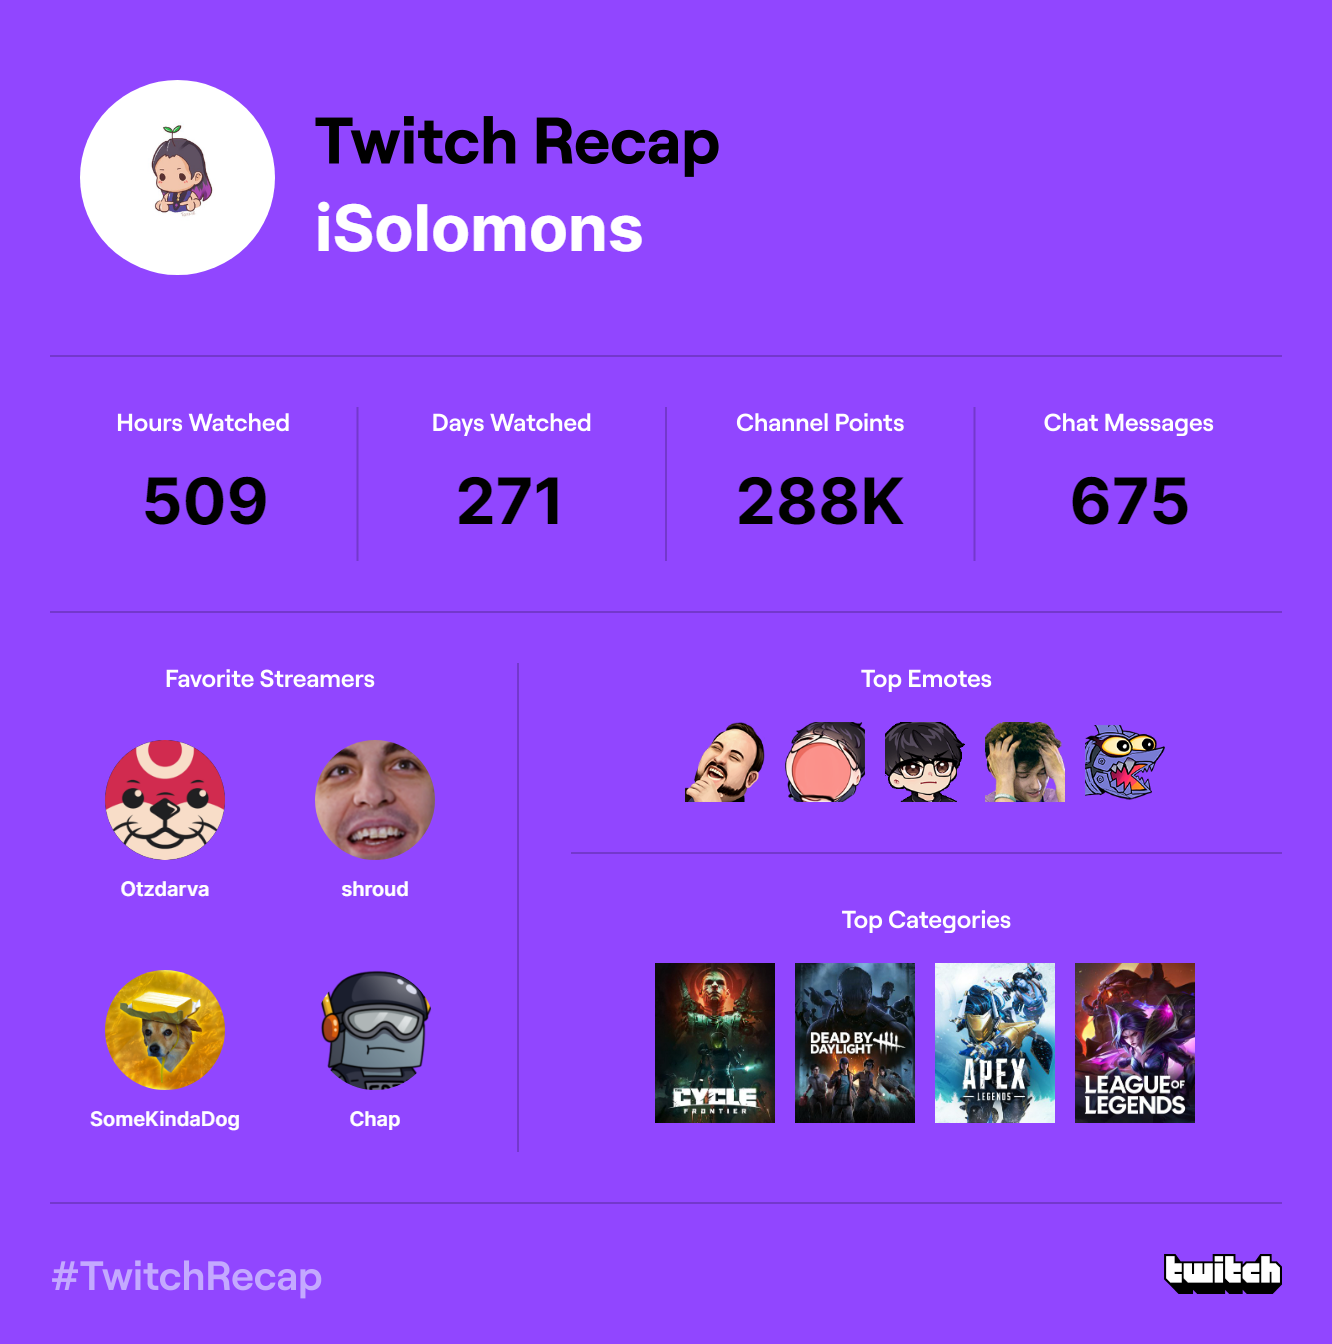 Twitch Recap
iSolomons
Hours Watched
509
Days Watched
271
Channel Points
288K
Chat Messages
675
Favorite Streamers
Otzdarva
shroud
SomeKindaDog
Chap
Top Emotes
Top Categories
THE CYCLE
FRONTIER
DEAD BY
DAYLIGHT
APEX
LEGENDS
LEAGUE OF
LEGENDS
#TwitchRecap
twitch